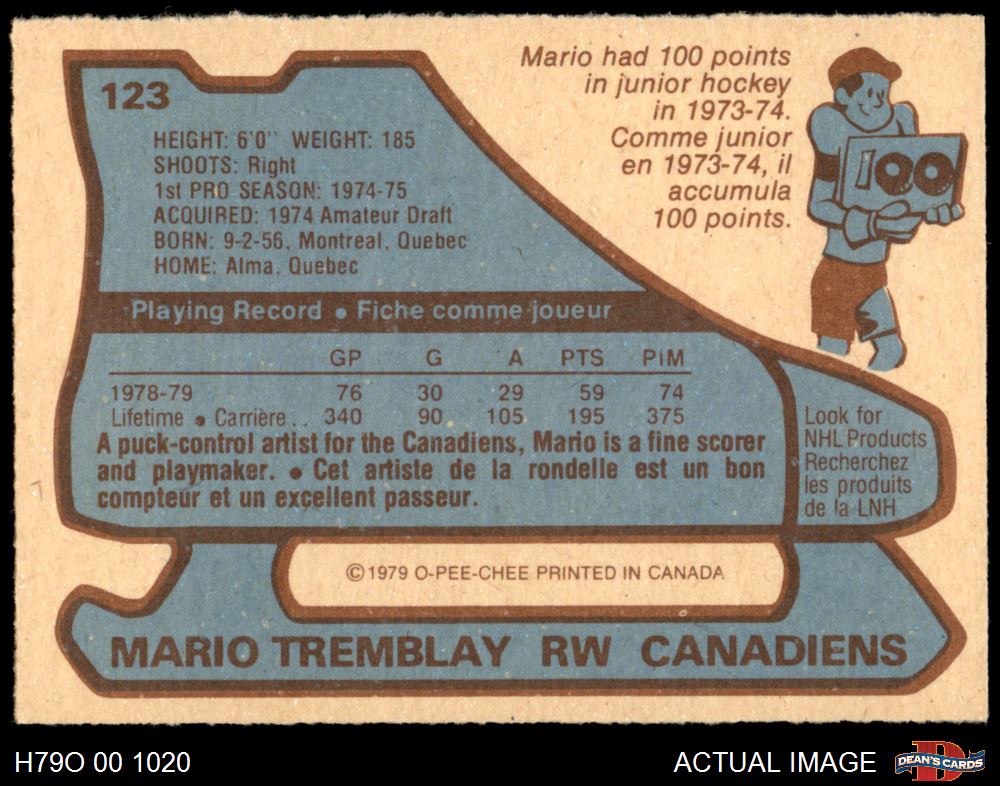 123
HEIGHT: 6'0" WEIGHT: 185
SHOOTS: Right
1st PRO SEASON: 1974-75
ACQUIRED: 1974 Amateur Draft
BORN: 9-2-56, Montreal, Quebec
HOME: Alma, Quebec
Mario had 100 points
in junior hockey
in 1973-74.
Comme junior
en 1973-74, il
accumula
100 points.
100
Playing Record • Fiche comme joueur
GP G A PTS PIM
1978-79 76 30 29 59 74
Lifetime • Carrière .. 340 90 105 195 375
A puck-control artist for the Canadiens, Mario is a fine scorer
and playmaker. • Cet artiste de la rondelle est un bon
compteur et un excellent passeur.
Look for
NHL Products
Recherchez
les produits
de la LNH
©1979 O-PEE-CHEE PRINTED IN CANADA
MARIO TREMBLAY RW CANADIENS
H79O 00 1020
ACTUAL IMAGE
D
DEAN'S CARDS